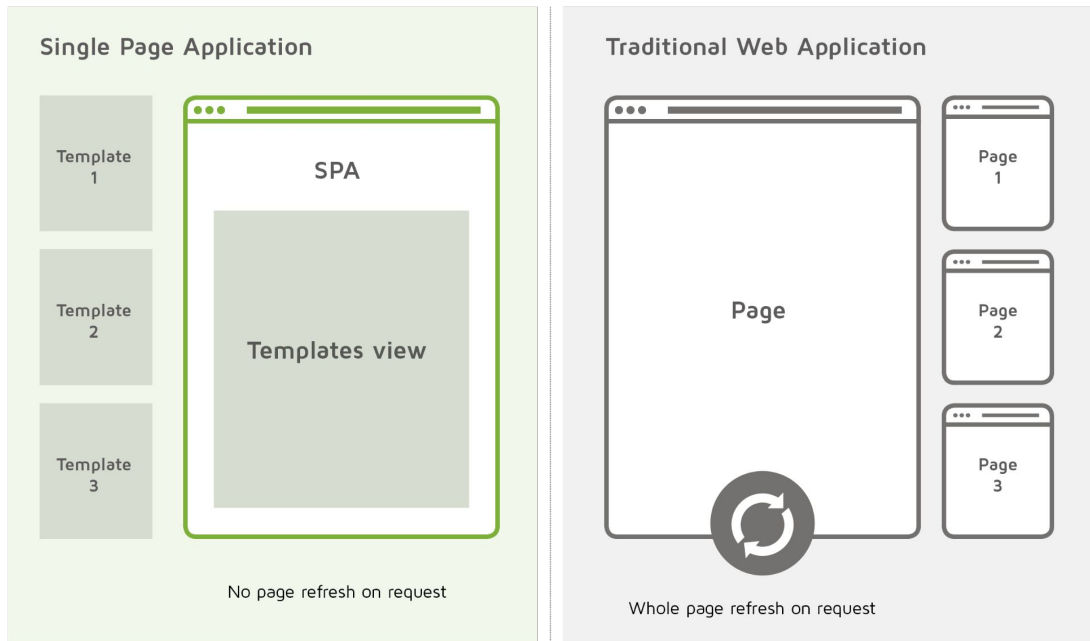 Single Page Application
Template
1
Template
2
Template
3
SPA
Templates view
No page refresh on request
Traditional Web Application
Page
Page
1
Page
2
Page
3
Whole page refresh on request